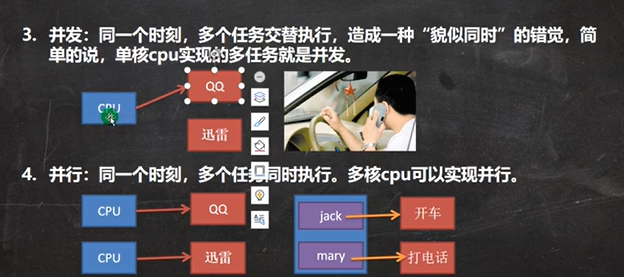 3. 并发：同一个时刻，多个任务交替执行，造成一种“貌似同时”的错觉，简
单的说，单核cpu实现的多任务就是并发。
CPU
QQ
迅雷
4. 并行：同一个时刻，多个任务同时执行。多核cpu可以实现并行。
CPU
QQ
jack
开车
CPU
迅雷
mary
打电话